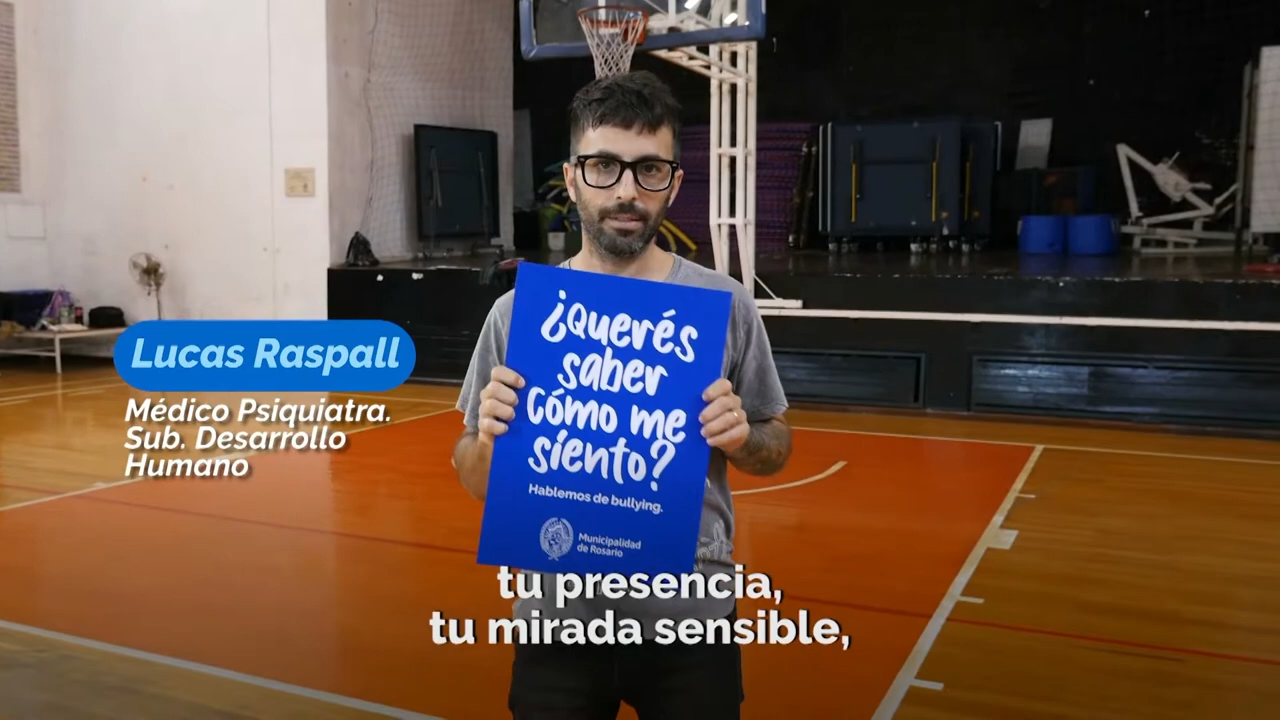 Lucas Raspall
Médico Psiquiatra.
Sub. Desarrollo
Humano
¿Querés
saber
cómo me
siento?
Hablemos de bullying.
Municipalidad
de Rosario
tu presencia,
tu mirada sensible,